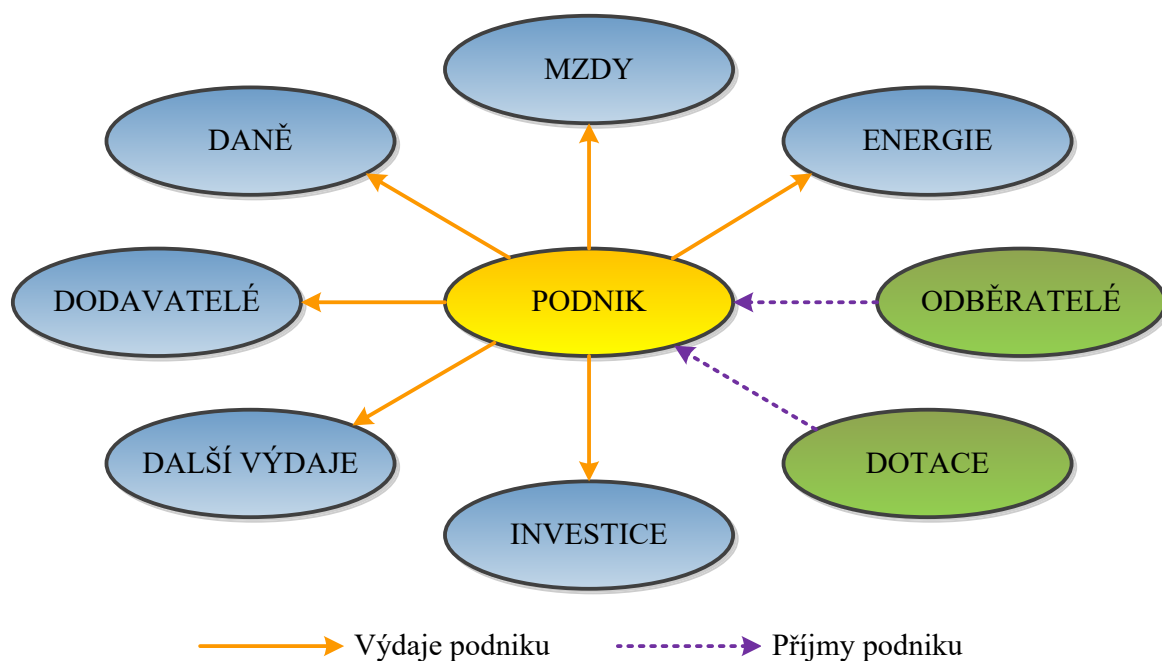 MZDY
DANĚ
ENERGIE
DODAVATELÉ
PODNIK
ODBĚRATELÉ
DALŠÍ VÝDAJE
DOTACE
INVESTICE
Výdaje podniku
Příjmy podniku